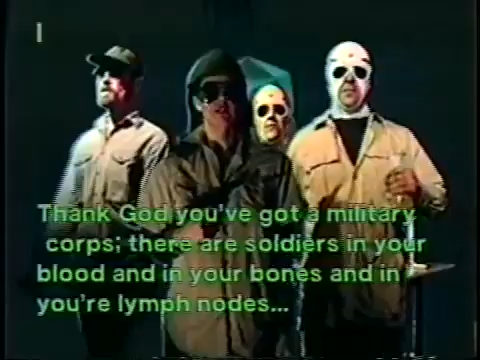 Thank God you've got a military
corps; there are soldiers in your
blood and in your bones and in
you're lymph nodes...